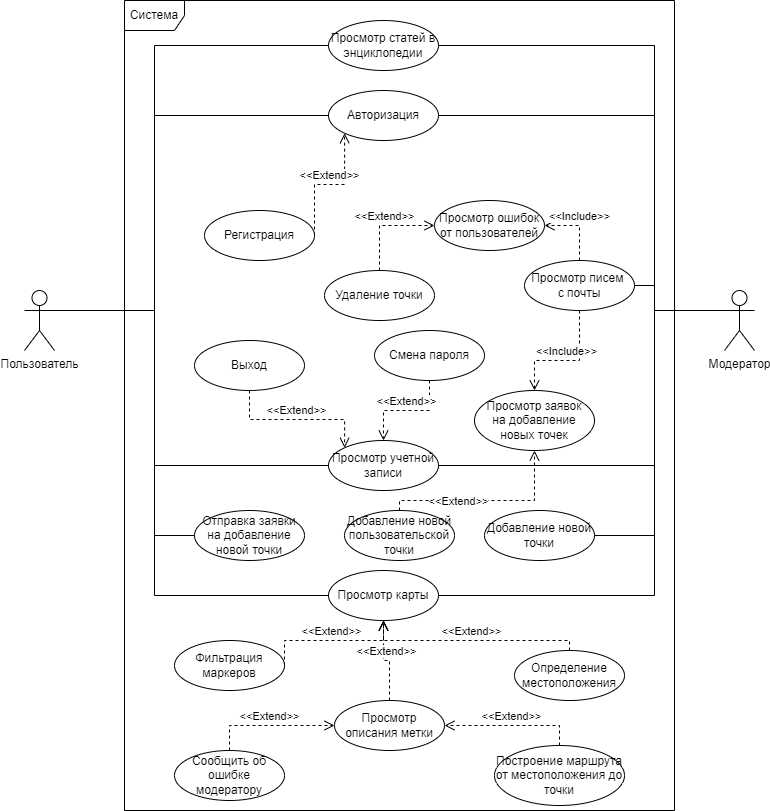 Система
Просмотр статей в
энциклопедии
Авторизация
<<Extend>>
Регистрация
<<Extend>>
Просмотр ошибок
от пользователей
<<Include>>
Удаление точки
Просмотр писем
с почты
Пользователь
Модератор
Выход
Смена пароля
<<Include>>
<<Extend>>
<<Extend>>
Просмотр заявок
на добавление
новых точек
Просмотр учетной
записи
<<Extend>>
Отправка заявки
на добавление
новой точки
Добавление новой
пользовательской
точки
Добавление новой
точки
Просмотр карты
<<Extend>>
<<Extend>>
<<Extend>>
Фильтрация
маркеров
Определение
местоположения
<<Extend>>
Просмотр
описания метки
<<Extend>>
Сообщить об
ошибке
модератору
Построение маршрута
от местоположения до
точки